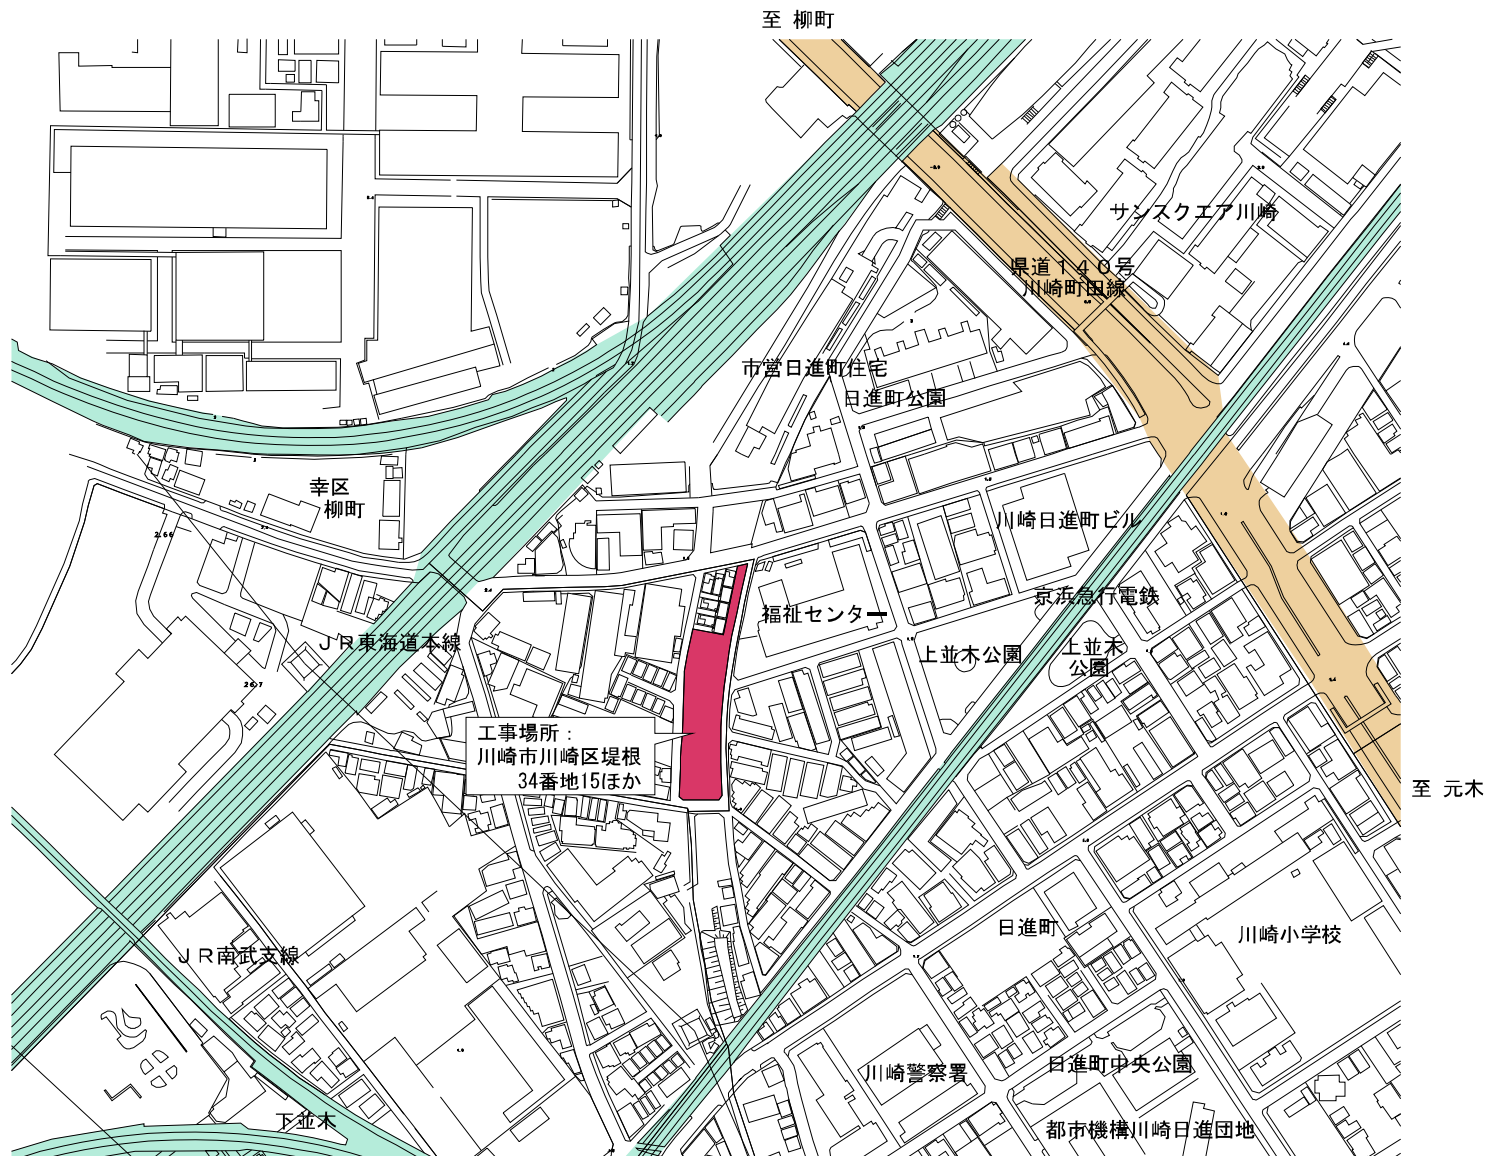 至 柳町
サンスクエア川崎
県道１４０号
川崎町田線
市営日進町住宅
日進町公園
幸区
柳町
川崎日進町ビル
京浜急行電鉄
福祉センター
ＪＲ東海道本線
上並木公園
上並木
公園
工事場所：
川崎市川崎区堤根
34番地15ほか
至 元木
日進町
川崎小学校
ＪＲ南武支線
川崎警察署
日進町中央公園
下並木
都市機構川崎日進団地
2.66
26.7